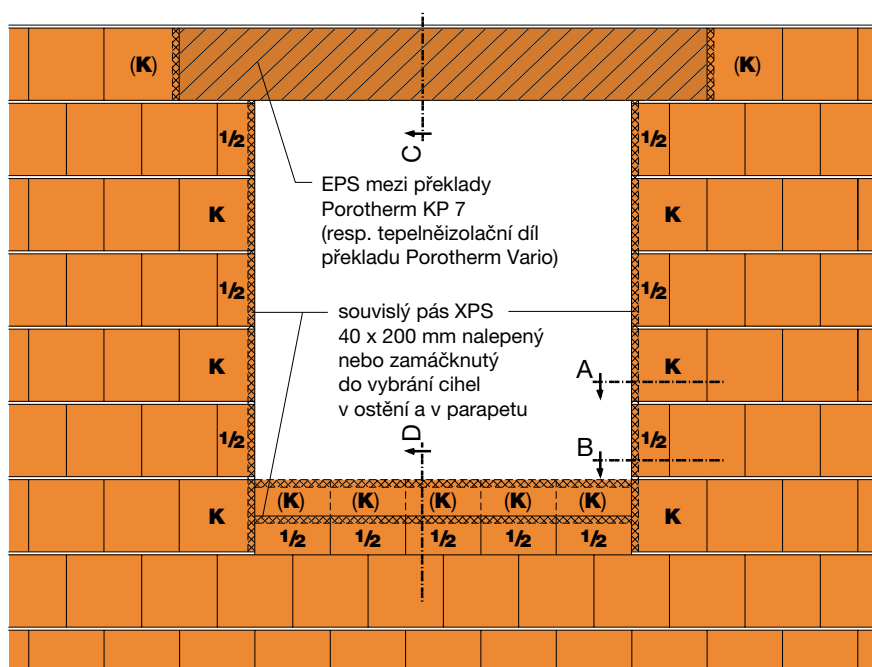 (K) (K)
1/2 1/2
C
EPS mezi překlady
Porotherm KP 7
(resp. tepelněizolační díl
překladu Porotherm Vario)
K K
1/2 1/2
souvislý pás XPS
40 x 200 mm nalepený
nebo zamáčknutý
do vybrání cihel
v ostění a v parapetu
K K
A
D
1/2 1/2
B
(K) (K) (K) (K) (K)
K K
1/2 1/2 1/2 1/2 1/2